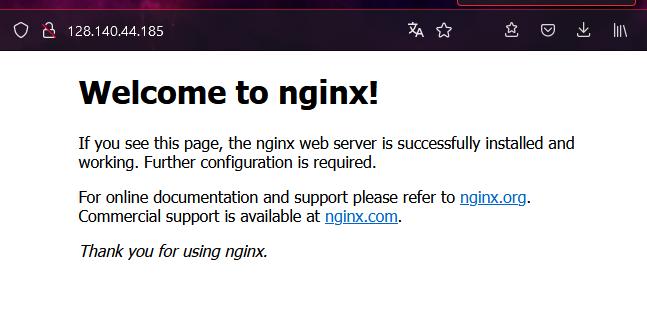 128.140.44.185
Welcome to nginx!
If you see this page, the nginx web server is successfully installed and
working. Further configuration is required.
For online documentation and support please refer to nginx.org.
Commercial support is available at nginx.com.
Thank you for using nginx.